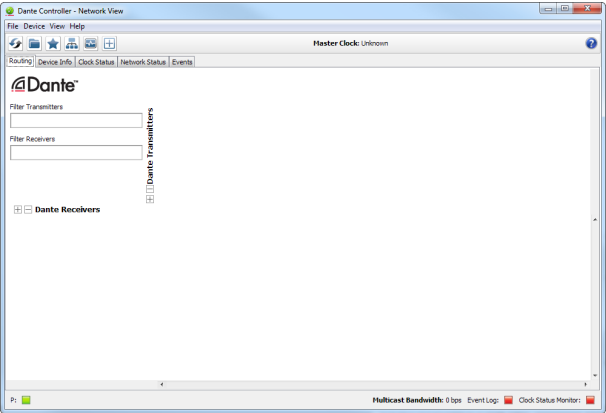 Dante Controller - Network View
File Device View Help
Master Clock: Unknown
Routing Device Info Clock Status Network Status Events
Dante™
Filter Transmitters
Filter Receivers
Dante Transmitters
Dante Receivers
P: Multicast Bandwidth: 0 bps Event Log: Clock Status Monitor: